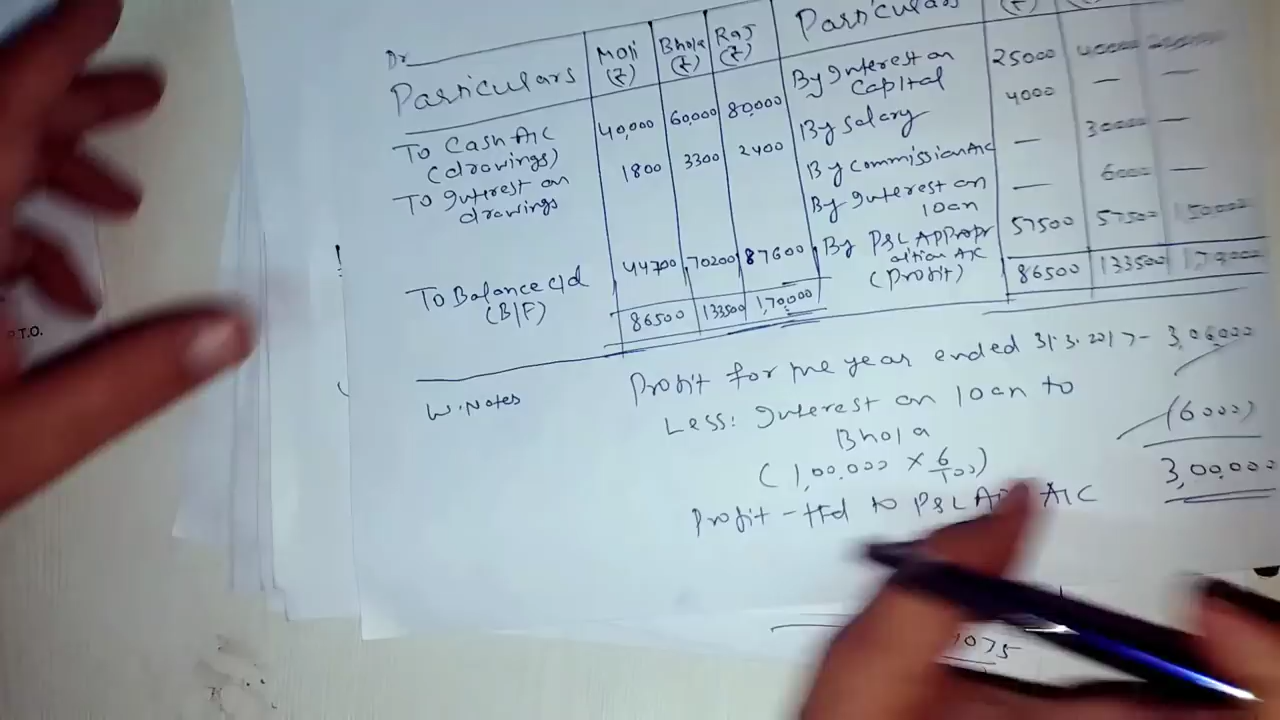 Dr
Particulars Moli (₹) Bhola (₹) Raj (₹) Particulars (₹)
To Cash A/C (drawings) 40,000 60,000 80,000 By Interest on Capital 25000
To Interest on drawings 1800 3300 2400 By Salary 4000 — —
By Commission A/C — 30000 —
By Interest on loan — 6000 —
To Balance c/d (B/F) 44700 70200 87600 By P&L Appropriation A/C (Profit) 57500 57500 150000
86500 133500 1,70,000 86500 133500
W.Notes
Profit for the year ended 31.3.2017- 3,06,000
Less: Interest on loan to
Bhola (6000)
(1,00,000 × 6/100)
3,00,000
Profit - tfd to P&L A/C
1075
P.T.O.